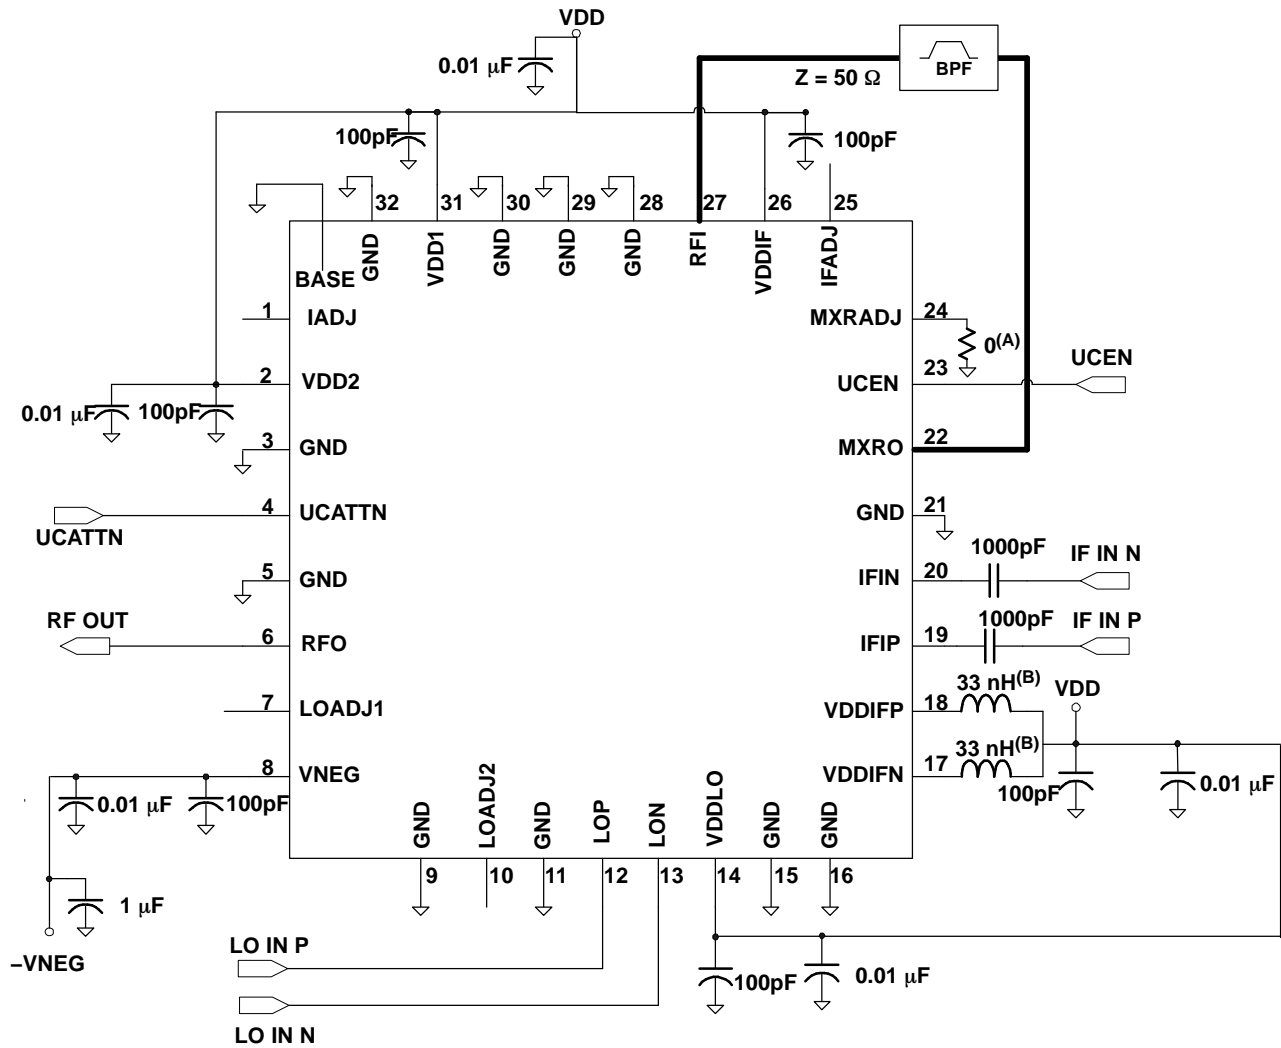 VDD
0.01 μF
Z = 50 Ω
BPF
100pF
100pF
32
31
30
29
28
27
26
25
GND
VDD1
GND
GND
GND
RFI
VDDIF
IFADJ
BASE
1
IADJ
MXRADJ
24
0(A)
2
VDD2
UCEN
23
UCEN
0.01 μF
100pF
3
GND
MXRO
22
4
UCATTN
UCATTN
GND
21
1000pF
5
GND
IFIN
20
IF IN N
1000pF
RF OUT
6
RFO
IFIP
19
IF IN P
33 nH(B)
VDD
7
LOADJ1
VDDIFP
18
33 nH(B)
8
VNEG
VDDIFN
17
0.01 μF
100pF
100pF
0.01 μF
GND
LOADJ2
GND
LOP
LON
VDDLO
GND
GND
9
10
11
12
13
14
15
16
1 μF
–VNEG
LO IN P
100pF
0.01 μF
LO IN N